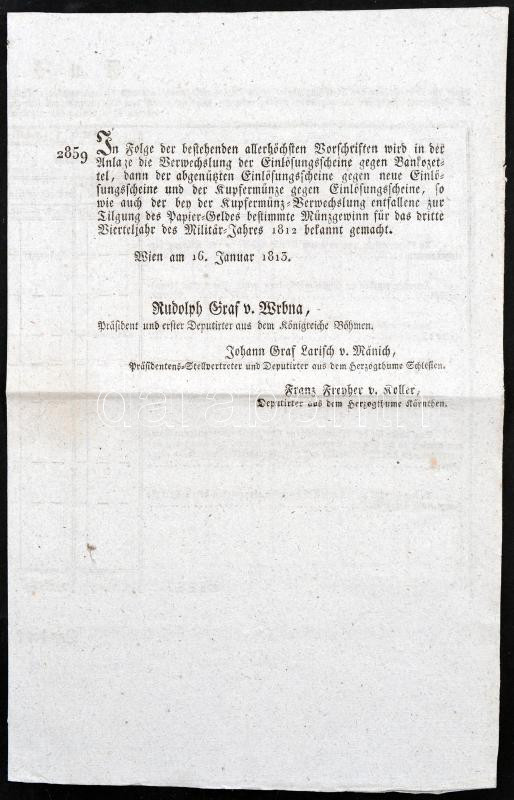 2859
In Folge der bestehenden allerhöchsten Vorschriften wird in der
Anlage die Verwechslung der Einlösungsscheine gegen Bankozet-
tel, dann der abgenützten Einlösungsscheine gegen neue Einlö-
sungsscheine und der Kupfermünze gegen Einlösungsscheine, so
wie auch der bey der Kupfermünz-Verwechslung entfallene zur
Tilgung des Papier-Geldes bestimmte Münzgewinn für das dritte
Vierteljahr des Militär-Jahres 1812 bekannt gemacht.
Wien am 16. Januar 1813.
Rudolph Graf v. Wrbna,
Präsident und erster Deputirter aus dem Königreiche Böhmen.
Johann Graf Larisch v. Mänich,
Präsidentens-Stellvertreter und Deputirter aus dem Herzogthume Schlesien.
Franz Freyher v. Koller,
Deputirter aus dem Herzogthume Kärnthen.